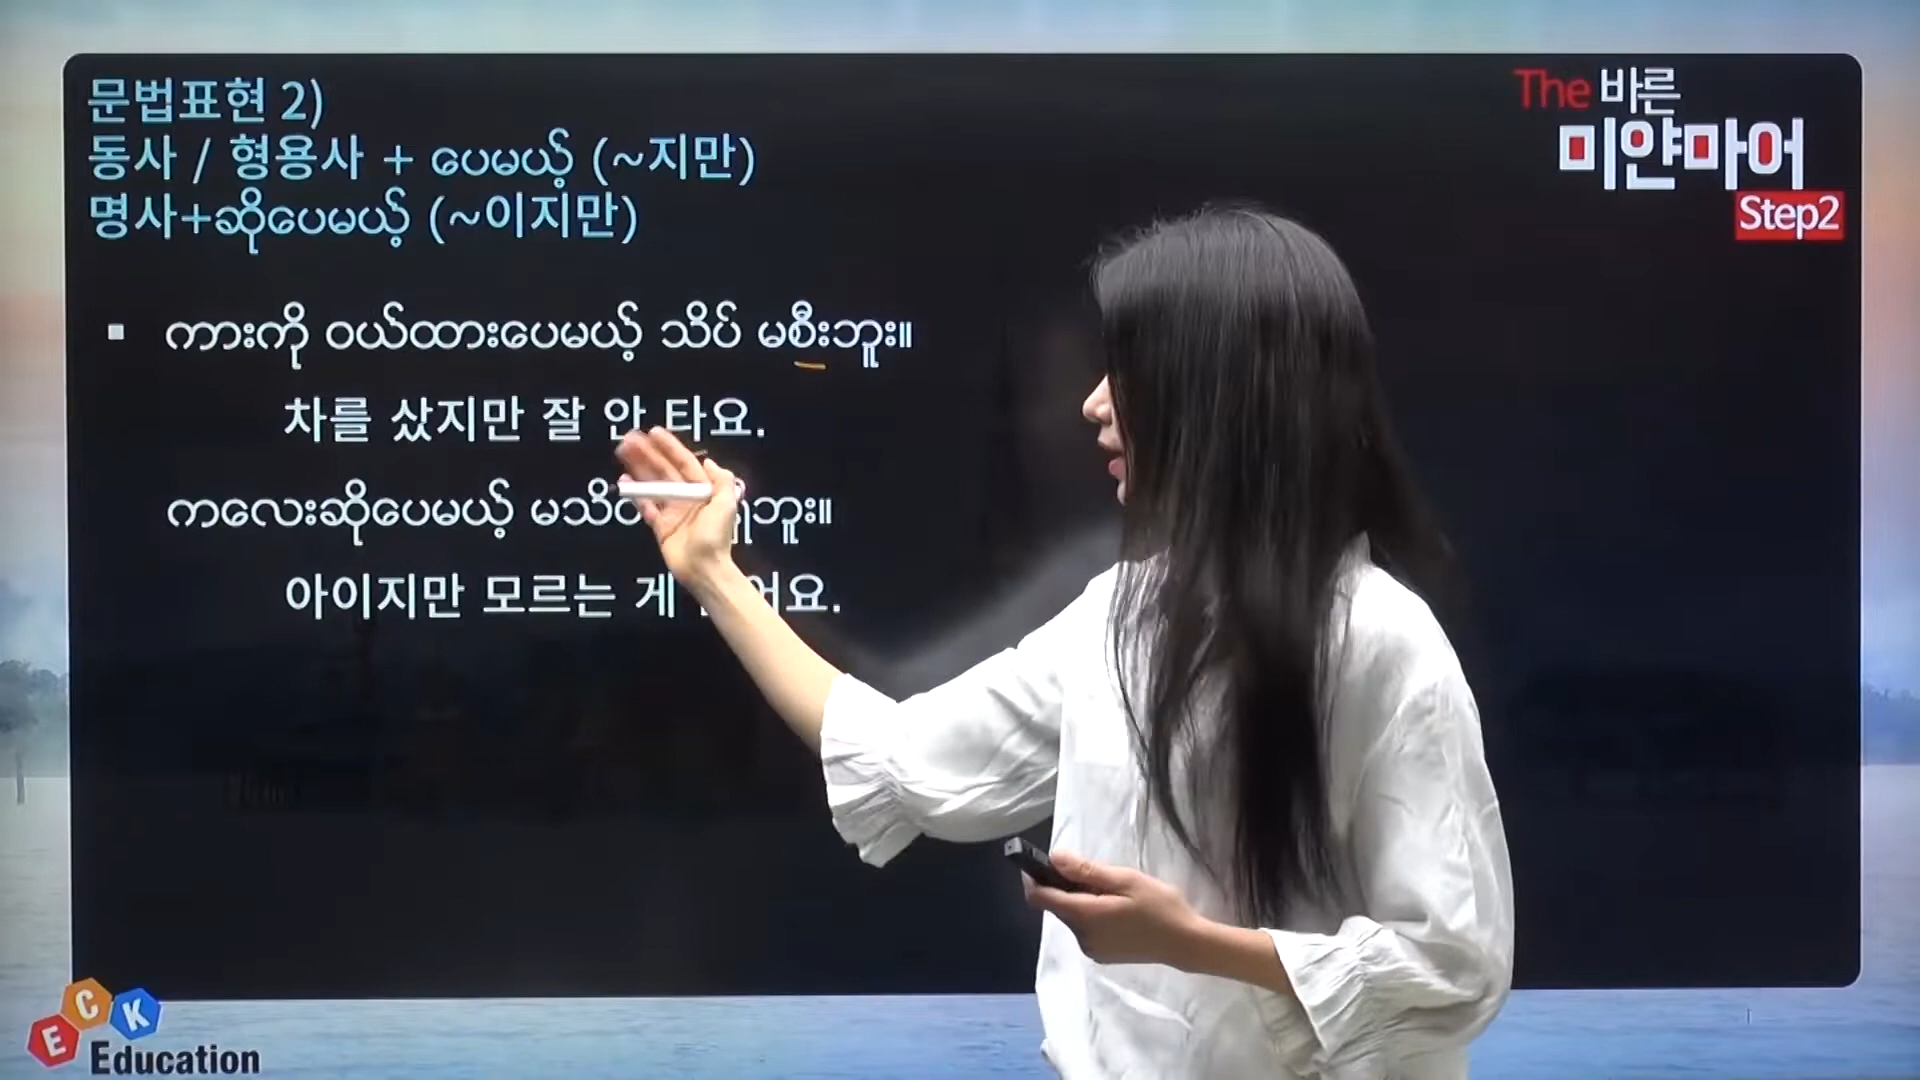 문법표현 2)
동사 / 형용사 + ပေမယ့် (~지만)
명사+ဆိုပေမယ့် (~이지만)
The 바른
미얀마어
Step2
ကားကို ဝယ်ထားပေမယ့် သိပ် မစီးဘူး။
차를 샀지만 잘 안 타요.
ကလေးဆိုပေမယ့်
아이지만 모르는 게
ECK
Education